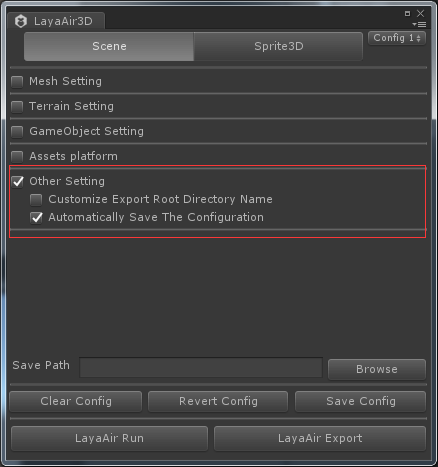 LayaAir3D
Scene Sprite3D Config 1
Mesh Setting
Terrain Setting
GameObject Setting
Assets platform
Other Setting
Customize Export Root Directory Name
Automatically Save The Configuration
Save Path Browse
Clear Config Revert Config Save Config
LayaAir Run LayaAir Export